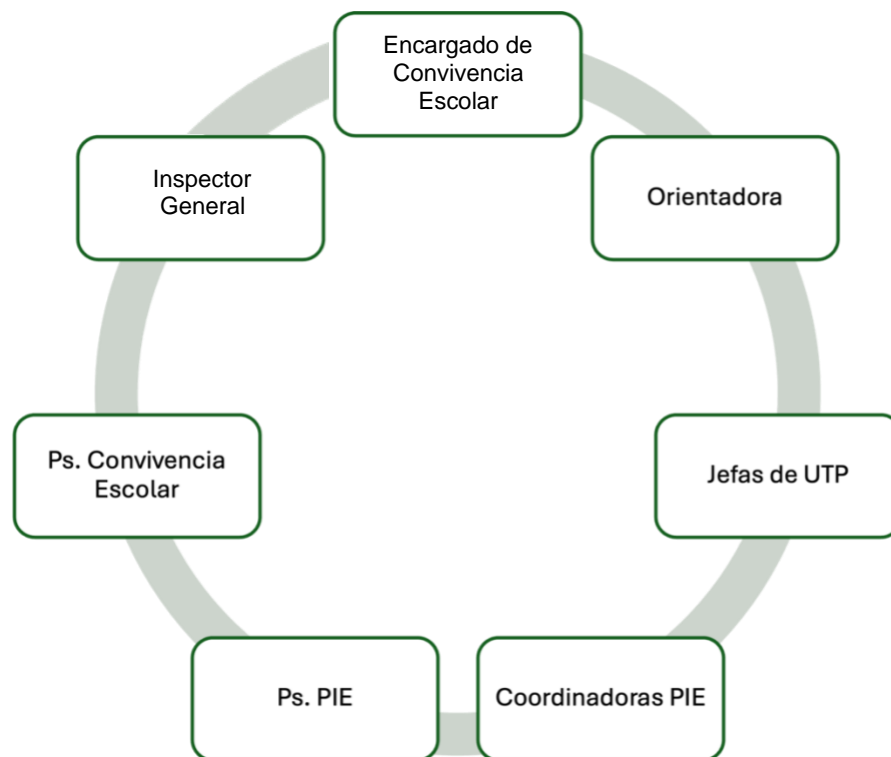 Encargado de
Convivencia
Escolar
Orientadora
Jefas de UTP
Coordinadoras PIE
Ps. PIE
Ps. Convivencia
Escolar
Inspector
General